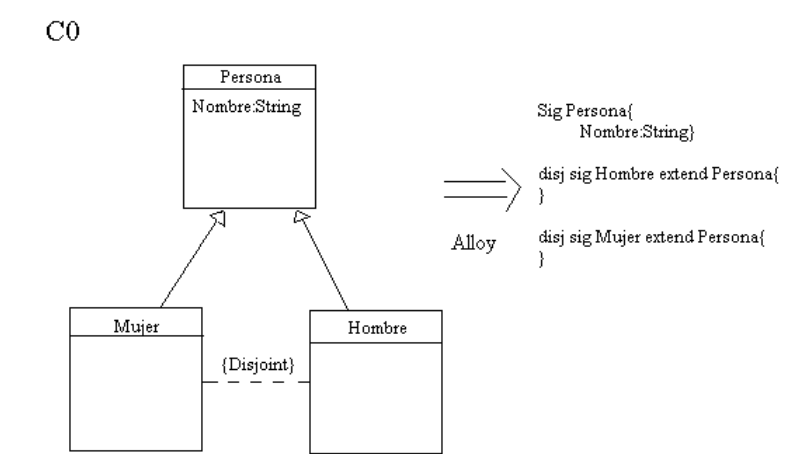 C0
Persona
Nombre:String
Mujer
{Disjoint}
Hombre
Alloy
Sig Persona{
Nombre:String}
disj sig Hombre extend Persona{
}
disj sig Mujer extend Persona{
}